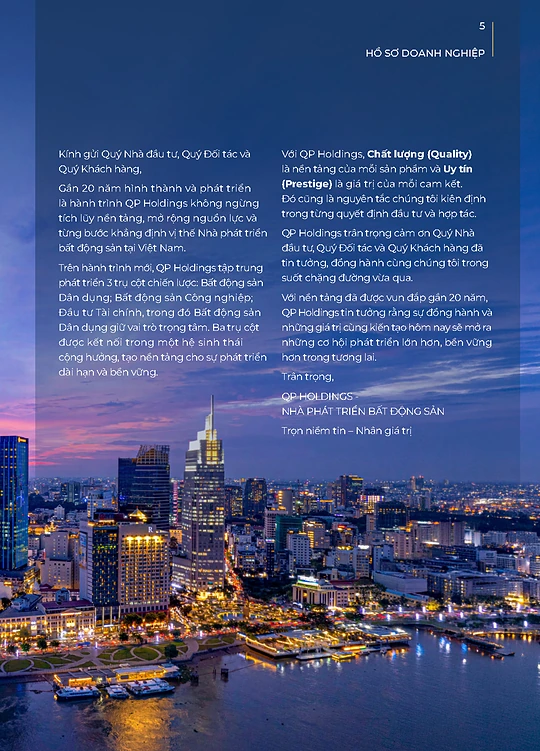 5
HỒ SƠ DOANH NGHIỆP
Kính gửi Quý Nhà đầu tư, Quý Đối tác và
Quý Khách hàng,
Gần 20 năm hình thành và phát triển
là hành trình QP Holdings không ngừng
tích lũy nền tảng, mở rộng nguồn lực và
từng bước khẳng định vị thế Nhà phát triển
bất động sản tại Việt Nam.
Trên hành trình mới, QP Holdings tập trung
phát triển 3 trụ cột chiến lược: Bất động sản
Dân dụng; Bất động sản Công nghiệp;
Đầu tư Tài chính, trong đó Bất động sản
Dân dụng giữ vai trò trọng tâm. Ba trụ cột
được kết nối trong một hệ sinh thái
cộng hưởng, tạo nền tảng cho sự phát triển
dài hạn và bền vững.
Với QP Holdings, Chất lượng (Quality)
là nền tảng của mỗi sản phẩm và Uy tín
(Prestige) là giá trị của mỗi cam kết.
Đó cũng là nguyên tắc chúng tôi kiên định
trong từng quyết định đầu tư và hợp tác.
QP Holdings trân trọng cảm ơn Quý Nhà
đầu tư, Quý Đối tác và Quý Khách hàng đã
tin tưởng, đồng hành cùng chúng tôi trong
suốt chặng đường vừa qua.
Với nền tảng đã được vun đắp gần 20 năm,
QP Holdings tin tưởng rằng sự đồng hành và
những giá trị cùng kiến tạo hôm nay sẽ mở ra
những cơ hội phát triển lớn hơn, bền vững
hơn trong tương lai.
Trân trọng,
QP HOLDINGS -
NHÀ PHÁT TRIỂN BẤT ĐỘNG SẢN
Trọn niềm tin – Nhân giá trị